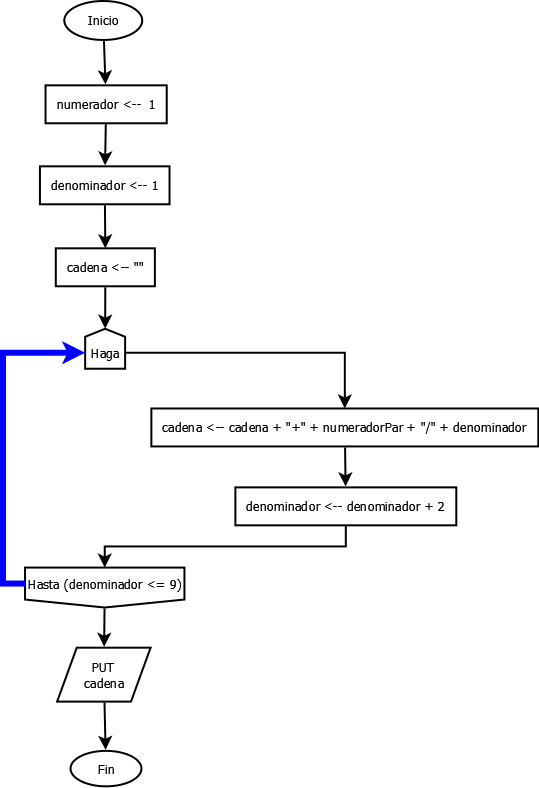 Inicio
numerador <-- 1
denominador <-- 1
cadena <-- ""
Haga
cadena <-- cadena + "+" + numeradorPar + "/" + denominador
denominador <-- denominador + 2
Hasta (denominador <= 9)
PUT
cadena
Fin